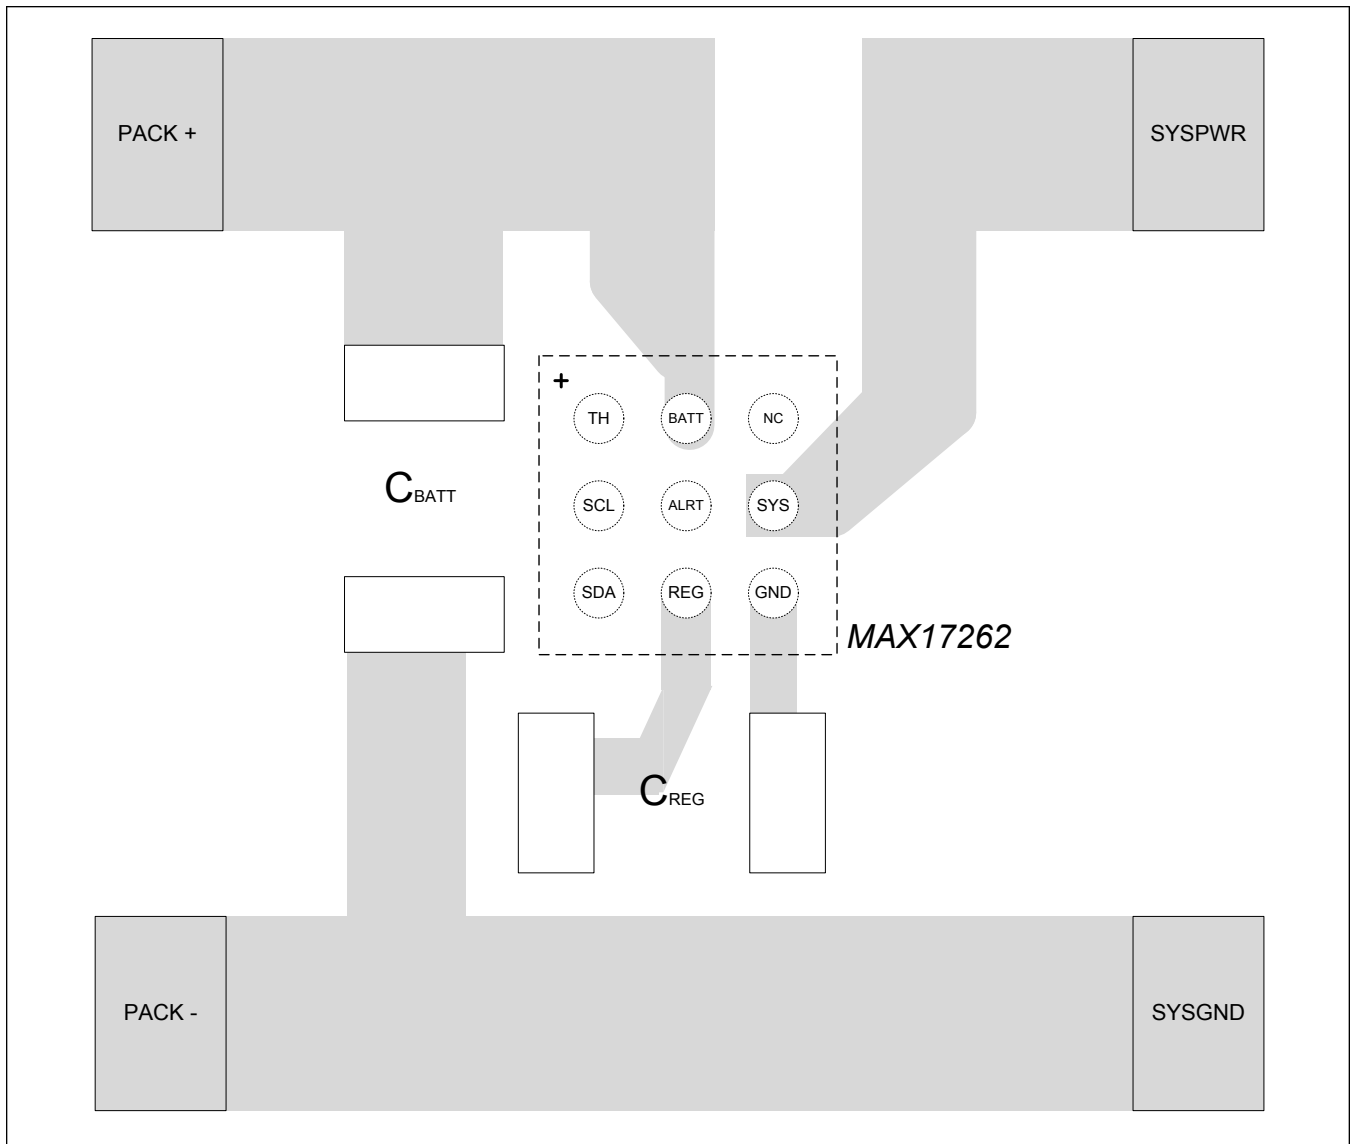 PACK +
SYSPWR
+
TH BATT NC
CBATT
SCL ALRT SYS
SDA REG GND
MAX17262
CREG
PACK -
SYSGND